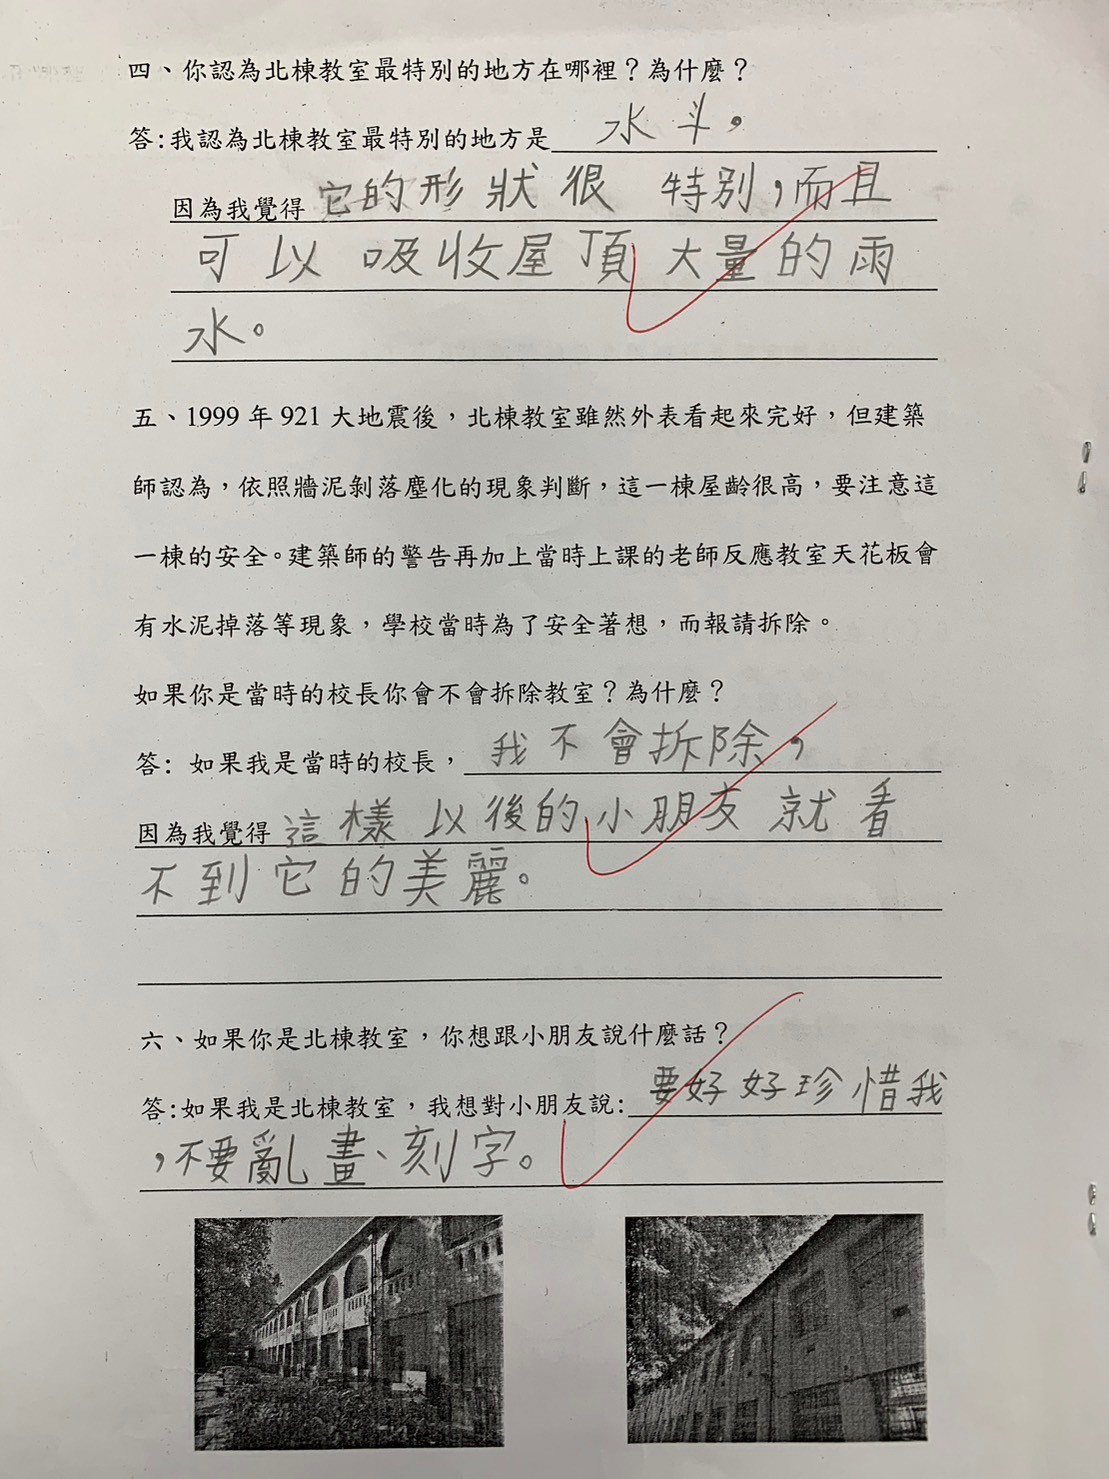 四、你認為北棟教室最特別的地方在哪裡？為什麼？
答：我認為北棟教室最特別的地方是水斗。
因為我覺得它的形狀很特別，而且
可以吸收屋頂大量的雨
水。
五、1999年921大地震後，北棟教室雖然外表看起來完好，但建築
師認為，依照牆泥剝落塵化的現象判斷，這一棟屋齡很高，要注意這
一棟的安全。建築師的警告再加上當時上課的老師反應教室天花板會
有水泥掉落等現象，學校當時為了安全著想，而報請拆除。
如果你是當時的校長你會不會拆除教室？為什麼？
答：如果我是當時的校長，我不會拆除，
因為我覺得這樣以後的小朋友就看
不到它的美麗。
六、如果你是北棟教室，你想跟小朋友說什麼話？
答：如果我是北棟教室，我想對小朋友說：要好好珍惜我
，不要亂畫、刻字。